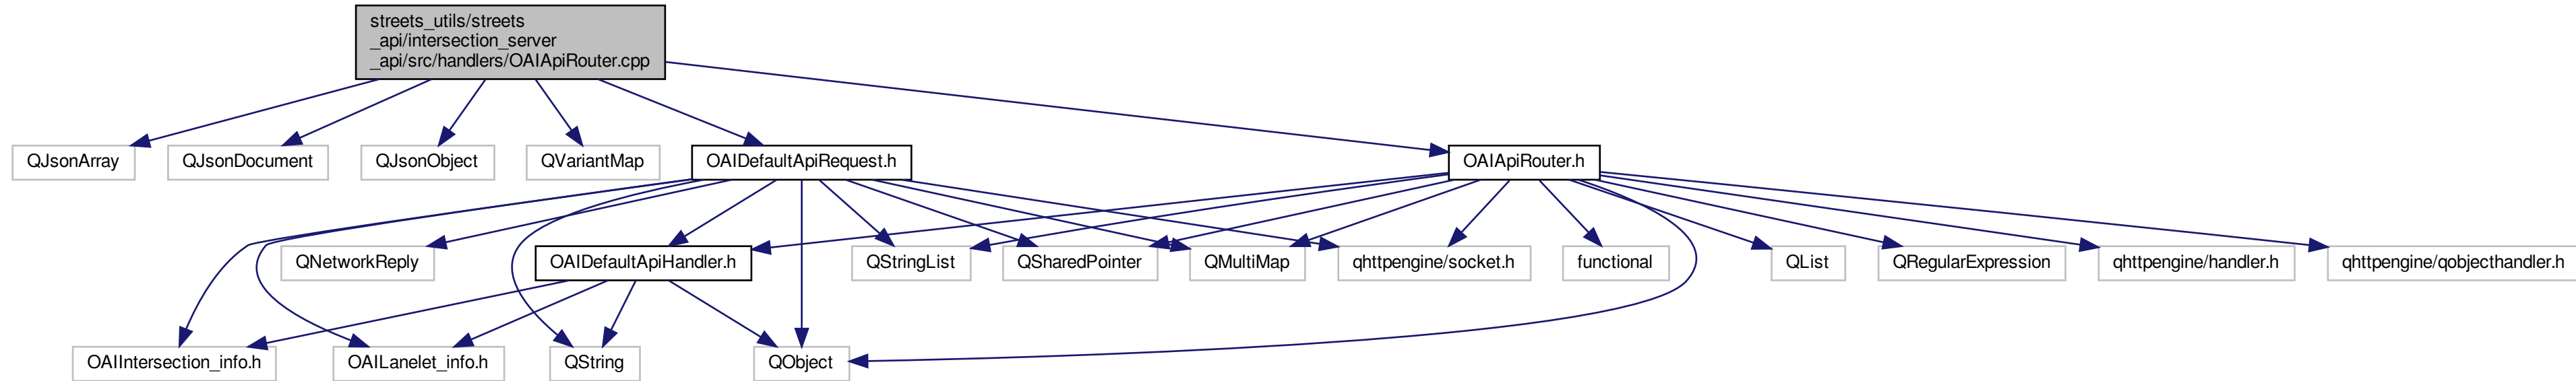 streets_utils/streets
_api/intersection_server
_api/src/handlers/OAIApiRouter.cpp
QJsonArray
QJsonDocument
QJsonObject
QVariantMap
OAIDefaultApiRequest.h
OAIApiRouter.h
QNetworkReply
OAIDefaultApiHandler.h
QStringList
QSharedPointer
QMultiMap
qhttpengine/socket.h
functional
QList
QRegularExpression
qhttpengine/handler.h
qhttpengine/qobjecthandler.h
OAIIntersection_info.h
OAILanelet_info.h
QString
QObject